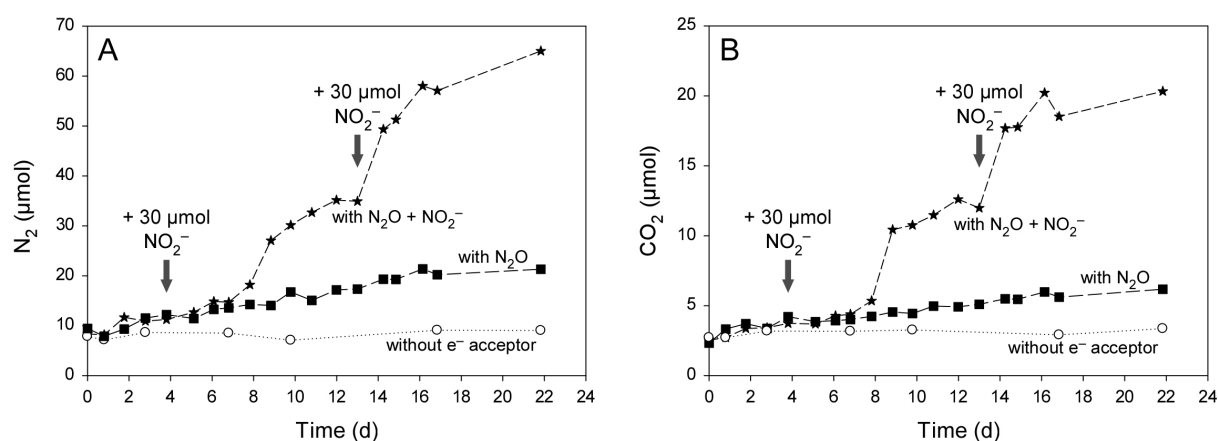 A
N₂ (µmol)
70
60
50
40
30
20
10
0
+ 30 µmol
NO₂⁻
+ 30 µmol
NO₂⁻
with N₂O + NO₂⁻
with N₂O
without e⁻ acceptor
0 2 4 6 8 10 12 14 16 18 20 22 24
Time (d)
B
CO₂ (µmol)
25
20
15
10
5
0
+ 30 µmol
NO₂⁻
+ 30 µmol
NO₂⁻
with N₂O + NO₂⁻
with N₂O
without e⁻ acceptor
0 2 4 6 8 10 12 14 16 18 20 22 24
Time (d)